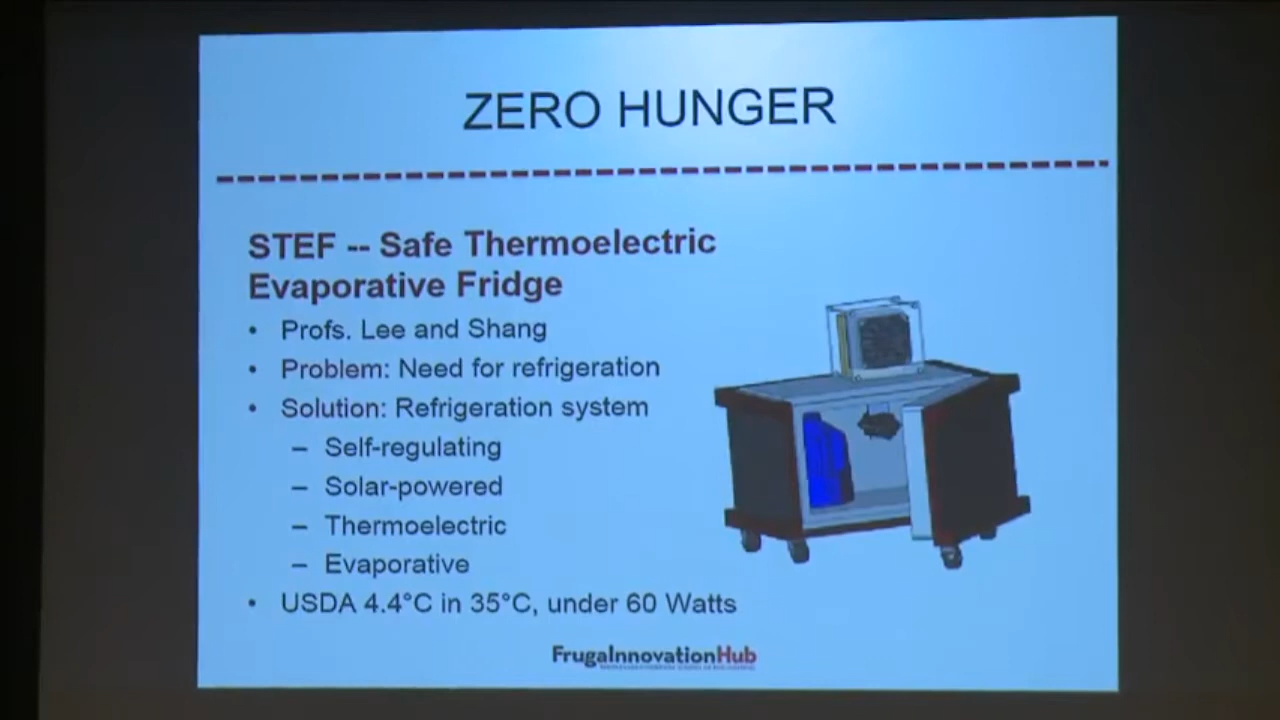 ZERO HUNGER
STEF -- Safe Thermoelectric
Evaporative Fridge
• Profs. Lee and Shang
• Problem: Need for refrigeration
• Solution: Refrigeration system
– Self-regulating
– Solar-powered
– Thermoelectric
– Evaporative
• USDA 4.4°C in 35°C, under 60 Watts
FrugalnnovationHub